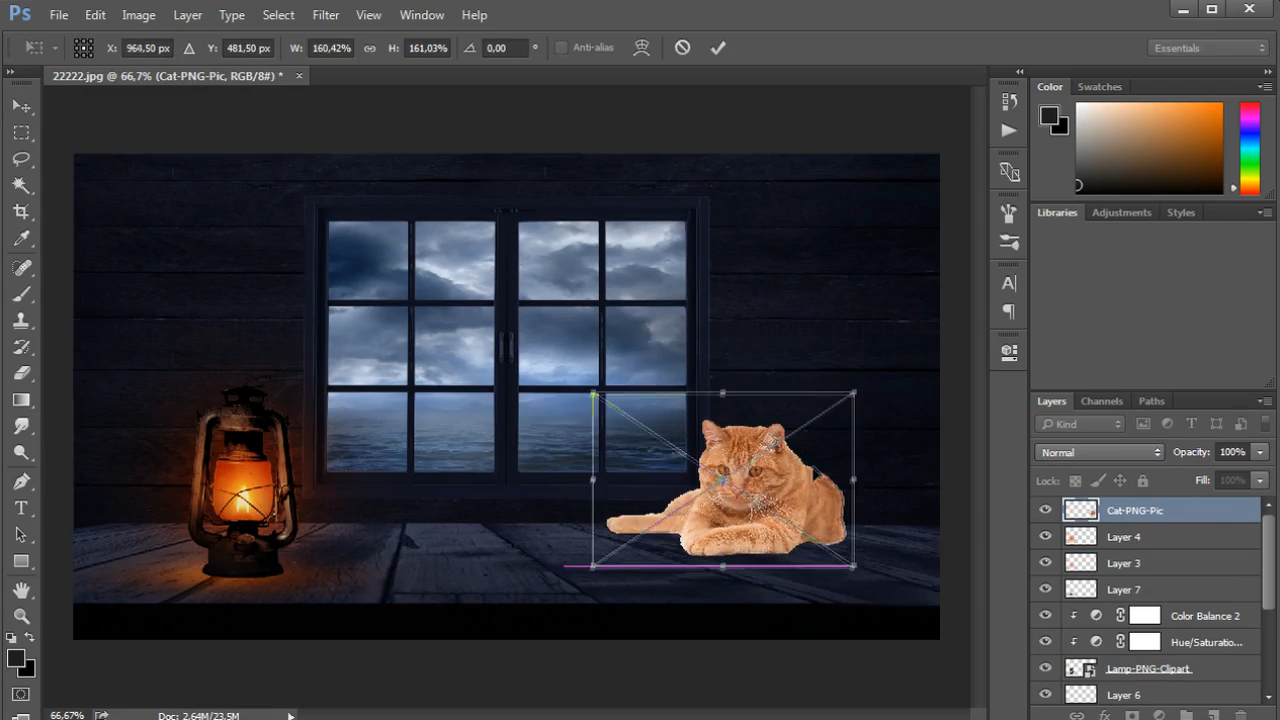 Ps File Edit Image Layer Type Select Filter View Window Help
X: 964,50 px Y: 481,50 px W: 160,42% H: 161,03% 0,00 ° Anti-alias Essentials
22222.jpg @ 66,7% (Cat-PNG-Pic, RGB/8#) * ×
Color Swatches
Libraries Adjustments Styles
Layers Channels Paths
Kind
Normal Opacity: 100%
Lock: Fill: 100%
Cat-PNG-Pic
Layer 4
Layer 3
Layer 7
Color Balance 2
Hue/Saturatio...
Lamp-PNG-Clipart
Layer 6
66,67% Doc: 2,64M/23,5M